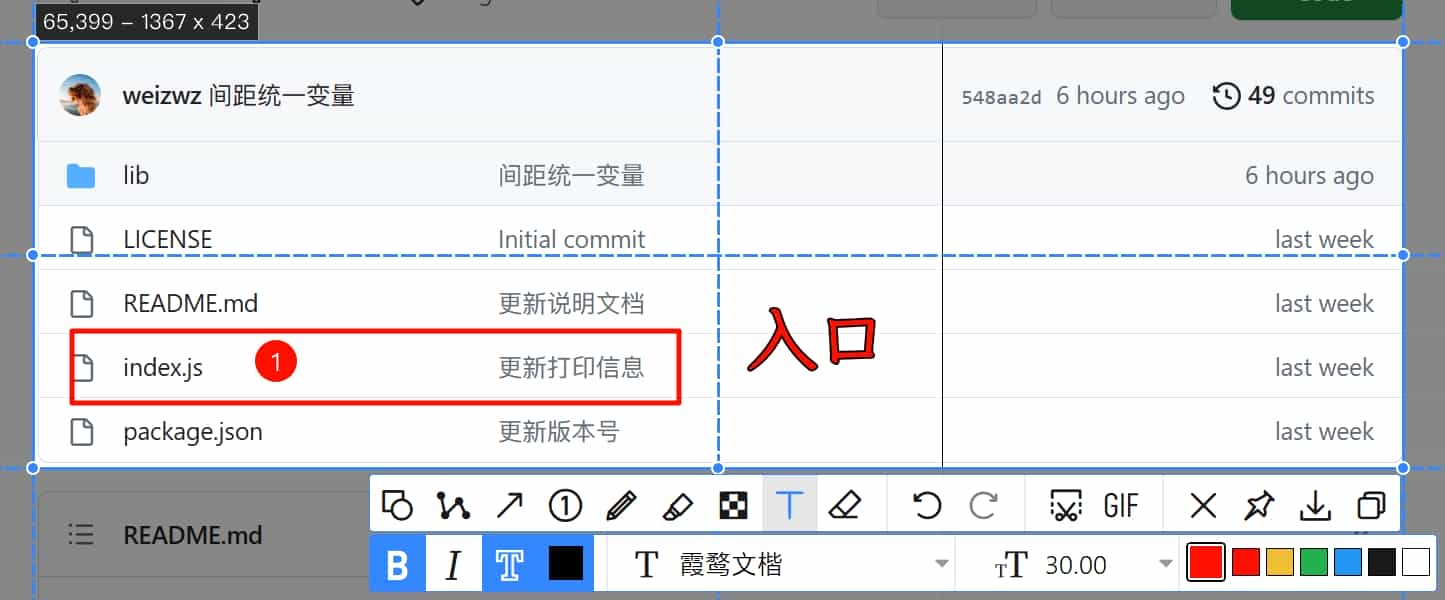 65,399 – 1367 x 423
weizwz 间距统一变量 548aa2d 6 hours ago 49 commits
lib 间距统一变量 6 hours ago
LICENSE Initial commit last week
README.md 更新说明文档 last week
入口
index.js 1 更新打印信息 last week
package.json 更新版本号 last week
1 T GIF
README.md
B I T T 霞鹜文楷 TT 30.00